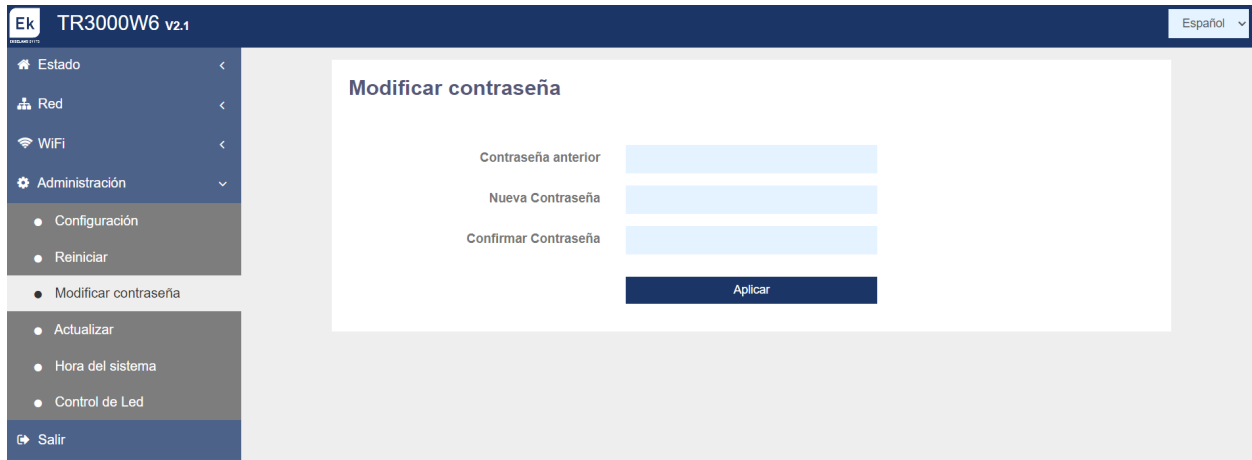 Ek
TR3000W6 V2.1
Español
Estado
Red
WiFi
Administración
Configuración
Reiniciar
Modificar contraseña
Actualizar
Hora del sistema
Control de Led
Salir
Modificar contraseña
Contraseña anterior
Nueva Contraseña
Confirmar Contraseña
Aplicar